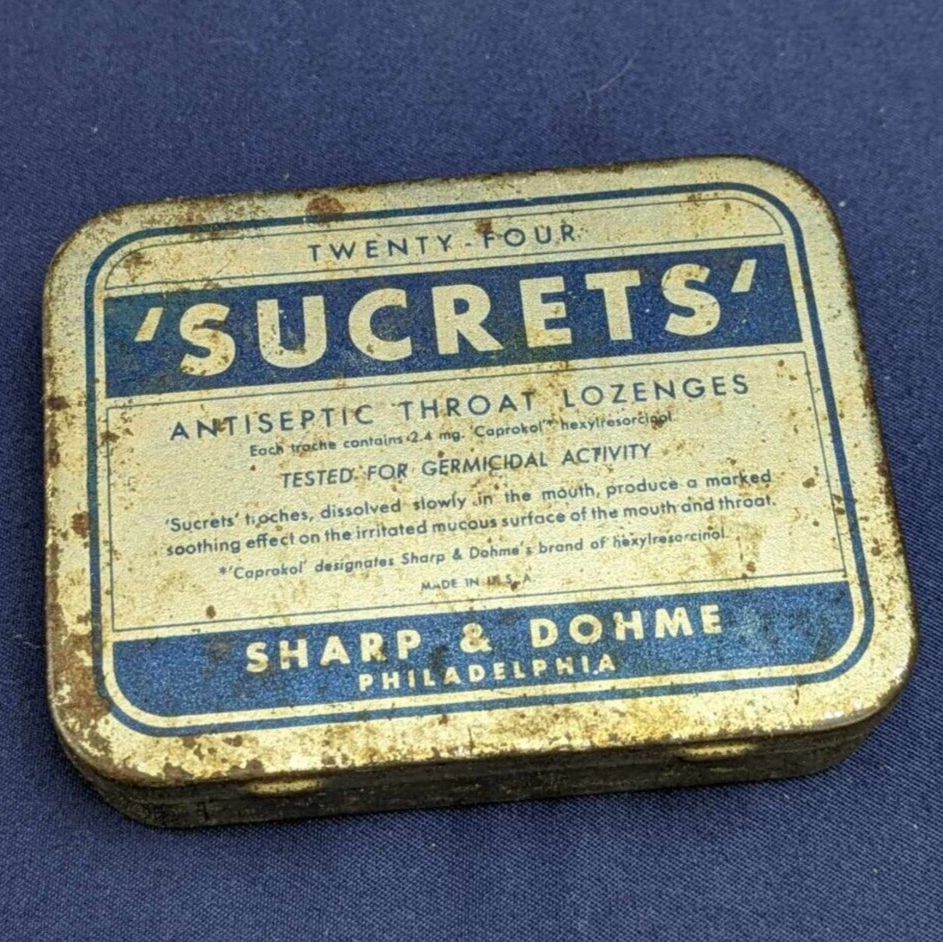 TWENTY-FOUR
'SUCRETS'
ANTISEPTIC THROAT LOZENGES
Each troche contains 2.4 mg. 'Caprokol'* hexylresorcinol
TESTED FOR GERMICIDAL ACTIVITY
'Sucrets' troches, dissolved slowly in the mouth, produce a marked
soothing effect on the irritated mucous surface of the mouth and throat.
*'Caprokol' designates Sharp & Dohme's brand of hexylresorcinol.
MADE IN U.S.A.
SHARP & DOHME
PHILADELPHIA